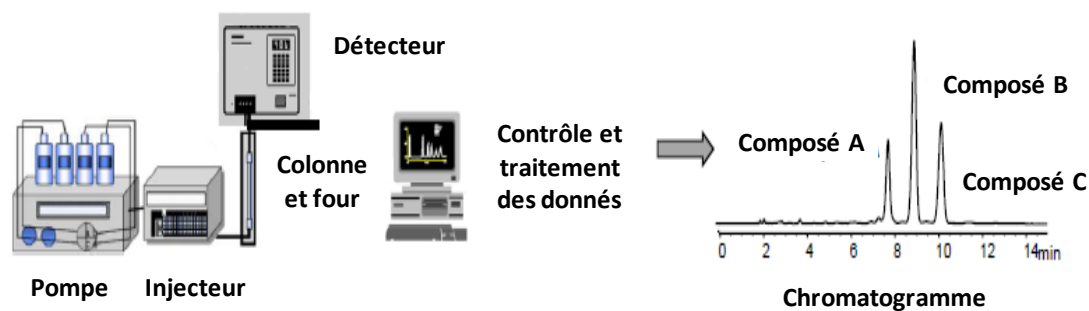 Détecteur
Colonne
et four
Pompe
Injecteur
Contrôle et
traitement
des donnés
Composé A
Composé B
Composé C
0 2 4 6 8 10 12 14min
Chromatogramme